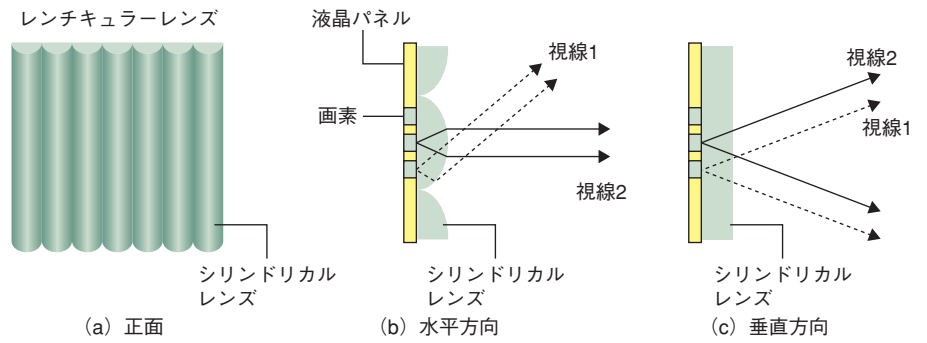 レンチキュラーレンズ
シリンドリカル
レンズ
(a)正面
液晶パネル
画素
視線1
視線2
シリンドリカル
レンズ
(b)水平方向
視線2
視線1
シリンドリカル
レンズ
(c)垂直方向